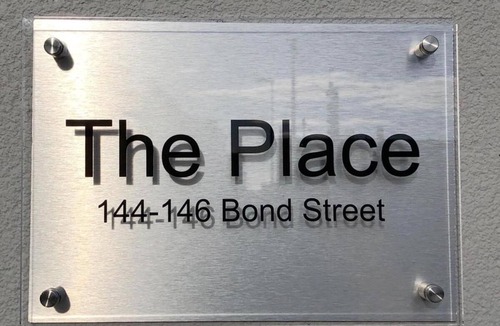 The Place
144-146 Bond Street